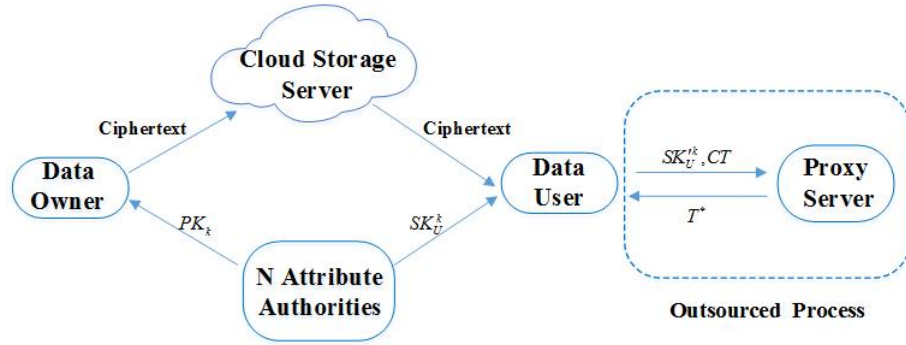 Cloud Storage
Server
Ciphertext
Ciphertext
Data
Owner
Data
User
SK'^k_U, CT
T*
Proxy
Server
PK_k
SK^k_U
N Attribute
Authorities
Outsourced Process